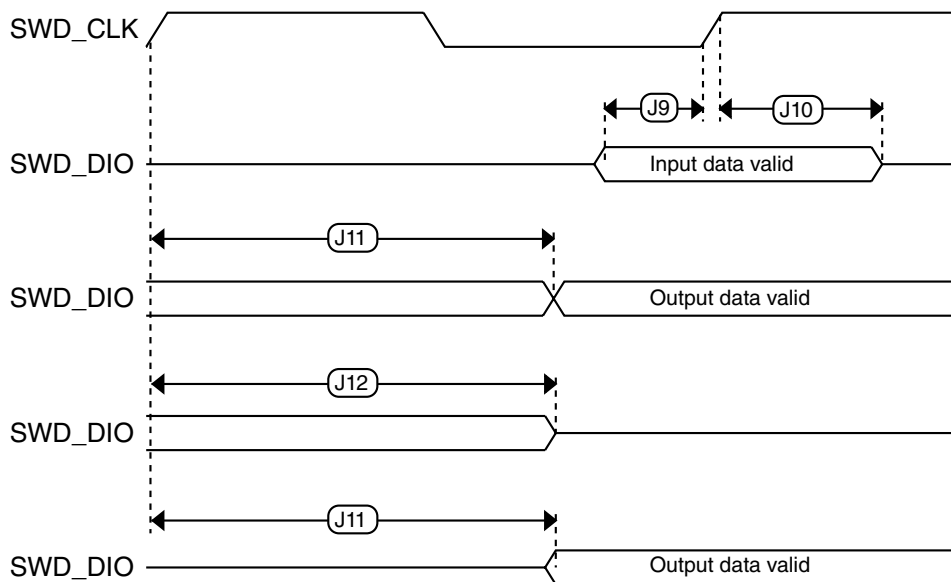 SWD_CLK
J9
J10
SWD_DIO
Input data valid
J11
SWD_DIO
Output data valid
J12
SWD_DIO
J11
SWD_DIO
Output data valid